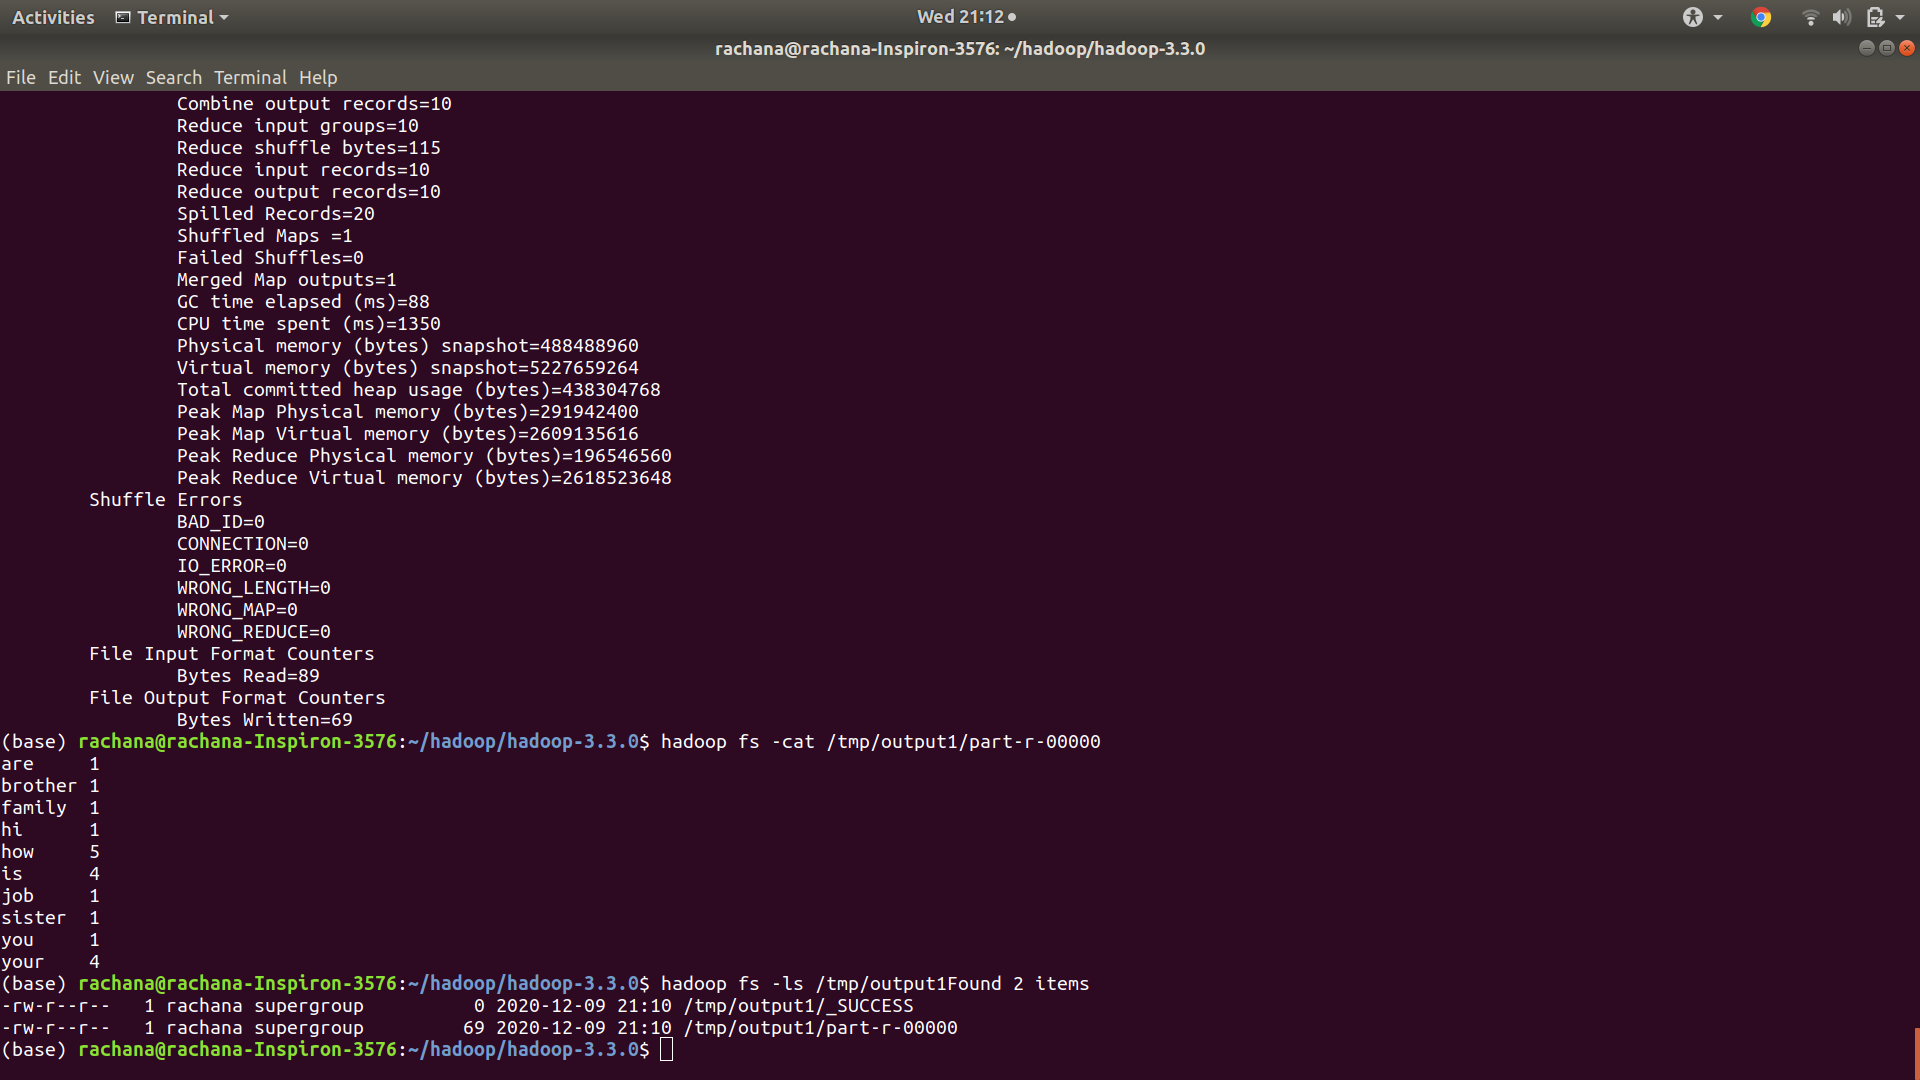 Activities Terminal Wed 21:12
rachana@rachana-Inspiron-3576: ~/hadoop/hadoop-3.3.0
File Edit View Search Terminal Help
Combine output records=10
Reduce input groups=10
Reduce shuffle bytes=115
Reduce input records=10
Reduce output records=10
Spilled Records=20
Shuffled Maps =1
Failed Shuffles=0
Merged Map outputs=1
GC time elapsed (ms)=88
CPU time spent (ms)=1350
Physical memory (bytes) snapshot=488488960
Virtual memory (bytes) snapshot=5227659264
Total committed heap usage (bytes)=438304768
Peak Map Physical memory (bytes)=291942400
Peak Map Virtual memory (bytes)=2609135616
Peak Reduce Physical memory (bytes)=196546560
Peak Reduce Virtual memory (bytes)=2618523648
Shuffle Errors
BAD_ID=0
CONNECTION=0
IO_ERROR=0
WRONG_LENGTH=0
WRONG_MAP=0
WRONG_REDUCE=0
File Input Format Counters
Bytes Read=89
File Output Format Counters
Bytes Written=69
(base) rachana@rachana-Inspiron-3576:~/hadoop/hadoop-3.3.0$ hadoop fs -cat /tmp/output1/part-r-00000
are 1
brother 1
family 1
hi 1
how 5
is 4
job 1
sister 1
you 1
your 4
(base) rachana@rachana-Inspiron-3576:~/hadoop/hadoop-3.3.0$ hadoop fs -ls /tmp/output1Found 2 items
-rw-r--r-- 1 rachana supergroup 0 2020-12-09 21:10 /tmp/output1/_SUCCESS
-rw-r--r-- 1 rachana supergroup 69 2020-12-09 21:10 /tmp/output1/part-r-00000
(base) rachana@rachana-Inspiron-3576:~/hadoop/hadoop-3.3.0$